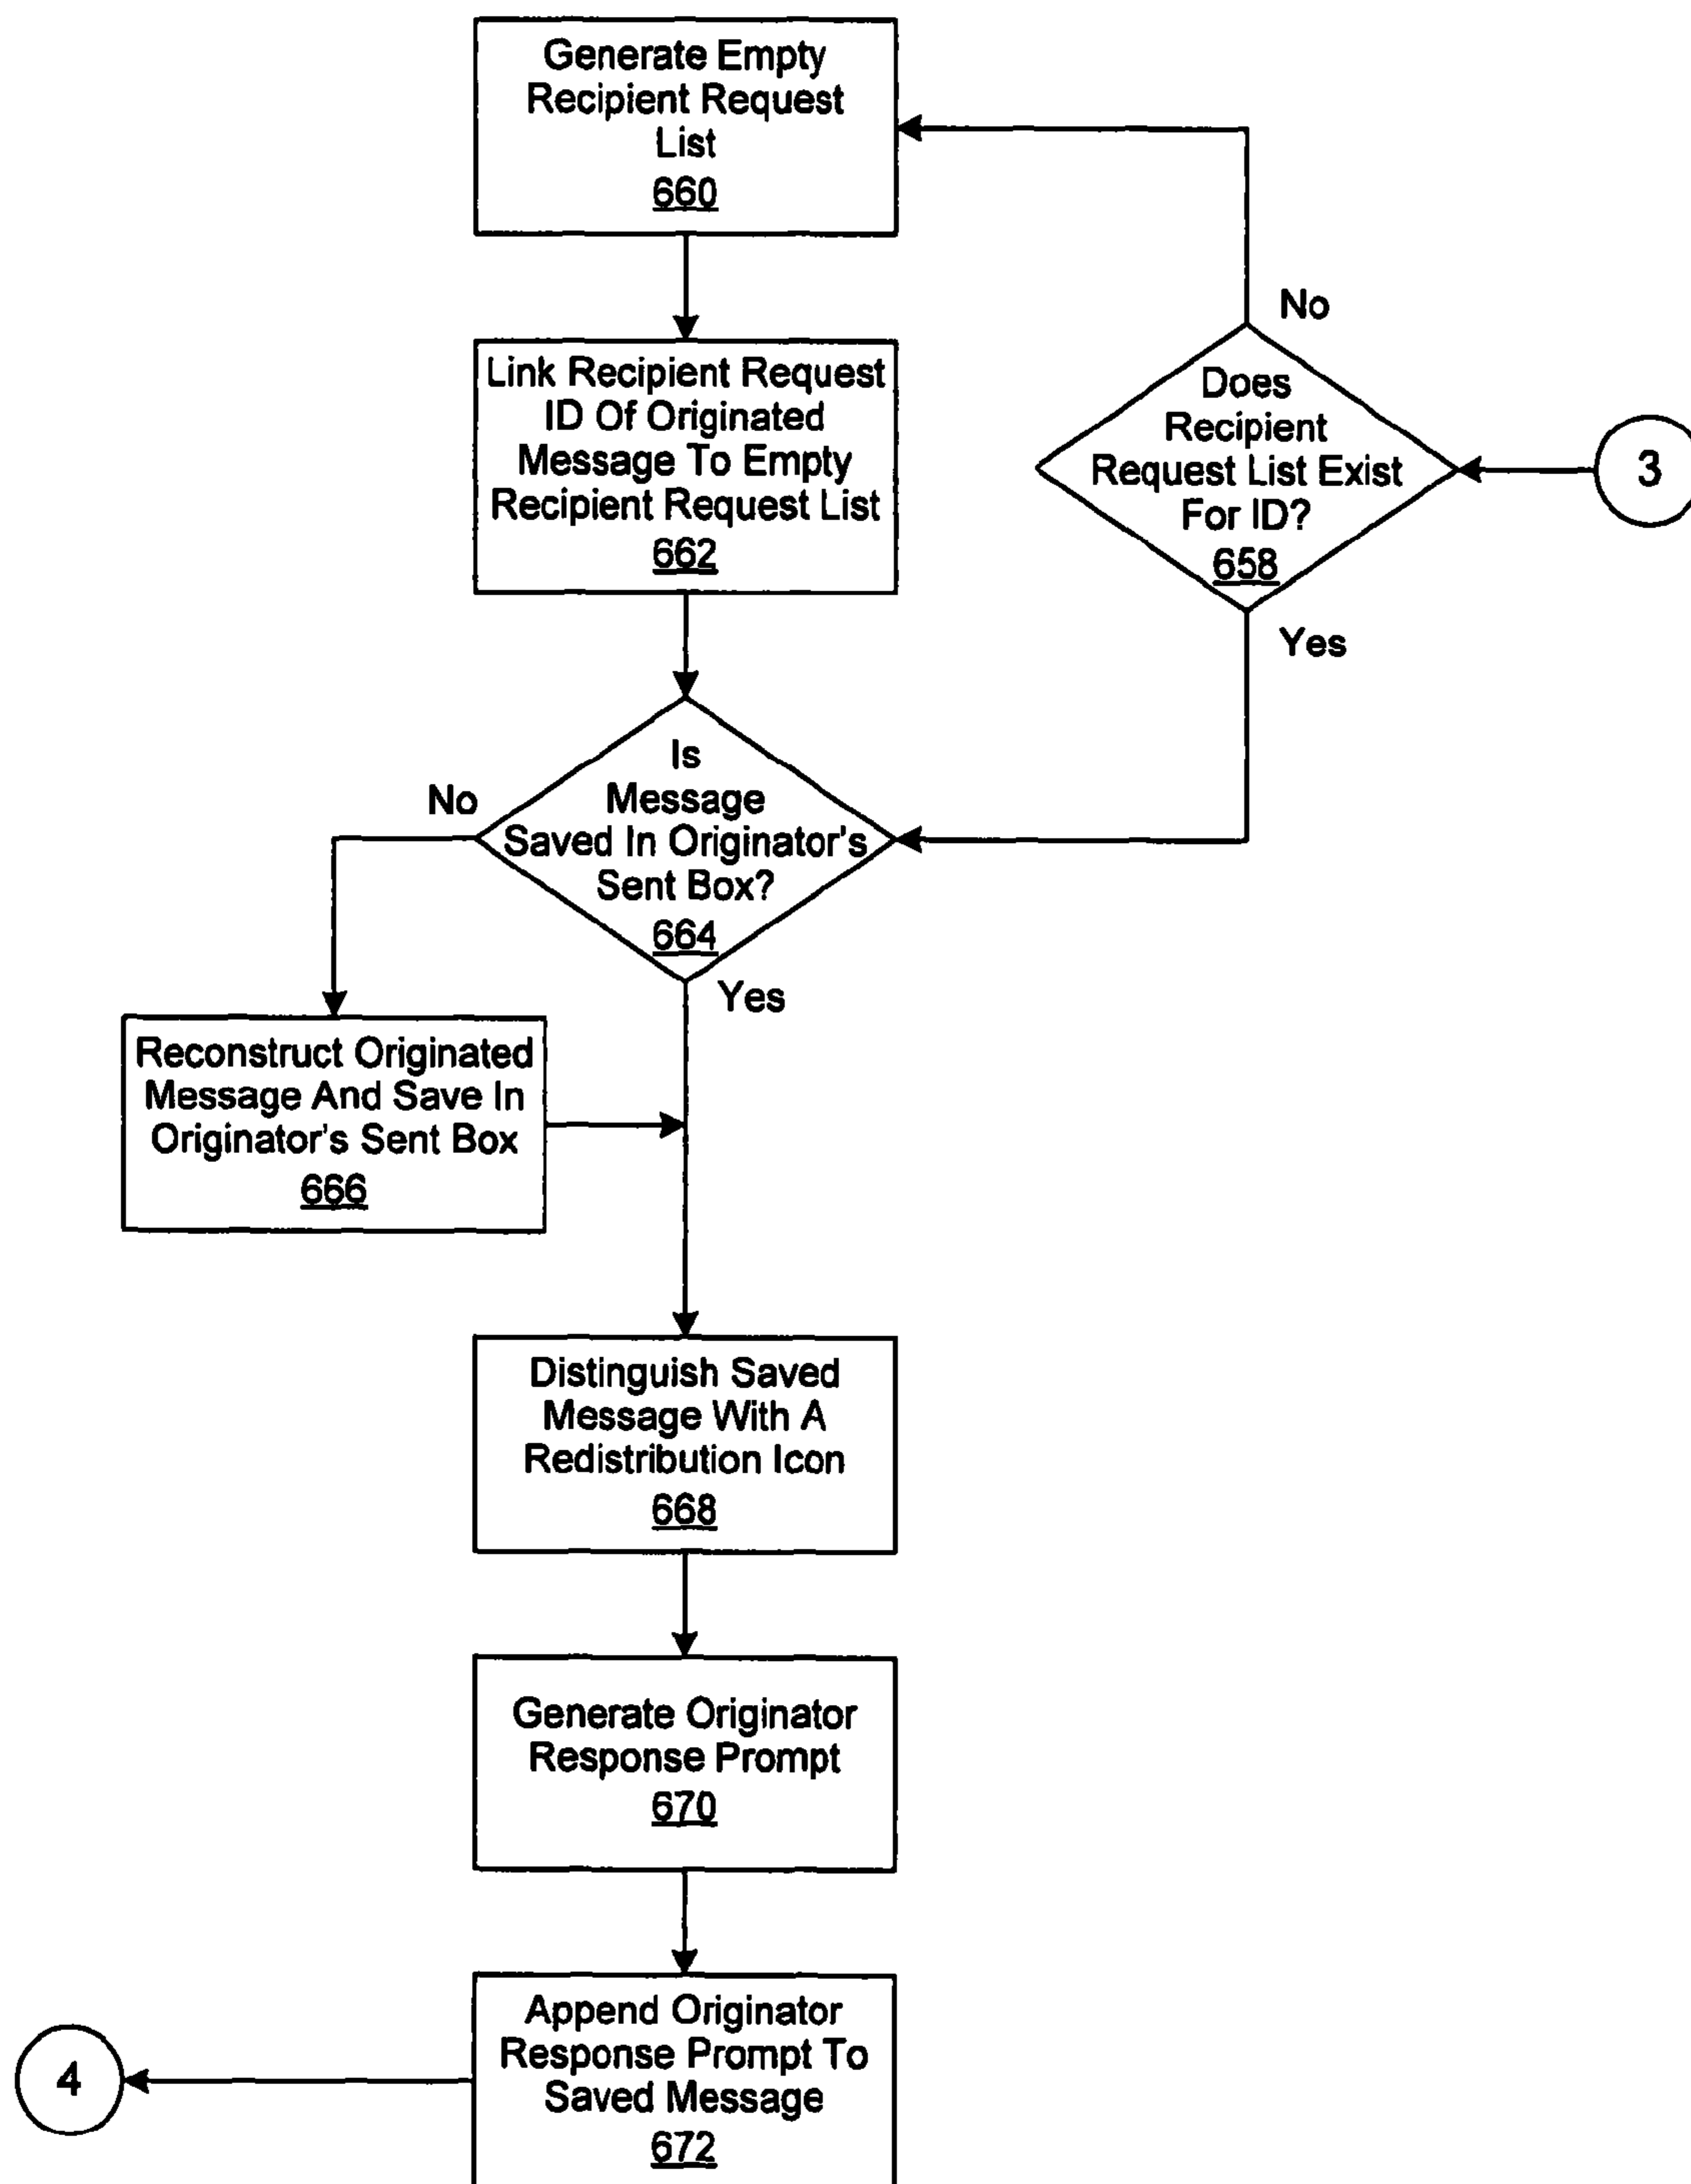 Generate Empty
Recipient Request
List
660
No
Does
Recipient
Request List Exist
For ID?
658
3
Link Recipient Request
ID Of Originated
Message To Empty
Recipient Request List
662
Yes
Is
Message
Saved In Originator's
Sent Box?
664
No
Yes
Reconstruct Originated
Message And Save In
Originator's Sent Box
666
Distinguish Saved
Message With A
Redistribution Icon
668
Generate Originator
Response Prompt
670
Append Originator
Response Prompt To
Saved Message
672
4